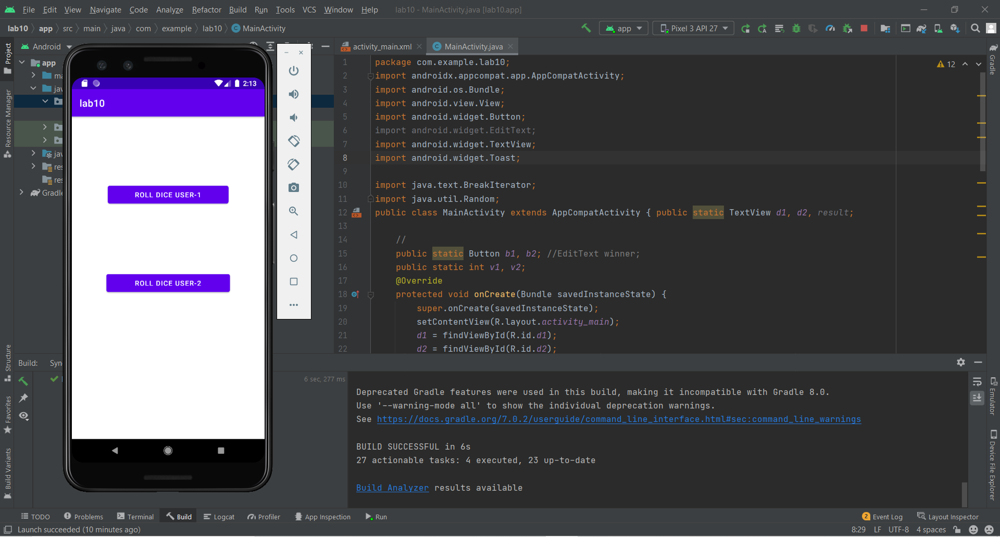 File Edit View Navigate Code Analyze Refactor Build Run Tools VCS Window Help lab10 - MainActivity.java [lab10.app]
lab10 app src main java com example lab10 MainActivity app Pixel 3 API 27
Android activity_main.xml MainActivity.java
Project
Resource Manager
Structure
Favorites
Build Variants
app
Gradle
2:13
lab10
ROLL DICE USER-1
ROLL DICE USER-2
12
1 package com.example.lab10;
2 import androidx.appcompat.app.AppCompatActivity;
3 import android.os.Bundle;
4 import android.view.View;
5 import android.widget.Button;
6 import android.widget.EditText;
7 import android.widget.TextView;
8 import android.widget.Toast;
9
10 import java.text.BreakIterator;
11 import java.util.Random;
12 public class MainActivity extends AppCompatActivity { public static TextView d1, d2, result;
13
14 //
15 public static Button b1, b2; //EditText winner;
16 public static int v1, v2;
17 @Override
18 protected void onCreate(Bundle savedInstanceState) {
19 super.onCreate(savedInstanceState);
20 setContentView(R.layout.activity_main);
21 d1 = findViewById(R.id.d1);
22 d2 = findViewById(R.id.d2);
Gradle
Emulator
Device File Explorer
Build:
6 sec, 277 ms
Deprecated Gradle features were used in this build, making it incompatible with Gradle 8.0.
Use '--warning-mode all' to show the individual deprecation warnings.
See https://docs.gradle.org/7.0.2/userguide/command_line_interface.html#sec:command_line_warnings
BUILD SUCCESSFUL in 6s
27 actionable tasks: 4 executed, 23 up-to-date
Build Analyzer results available
TODO Problems Terminal Build Logcat Profiler App Inspection Run 2 Event Log Layout Inspector
Launch succeeded (10 minutes ago) 8:29 LF UTF-8 4 spaces